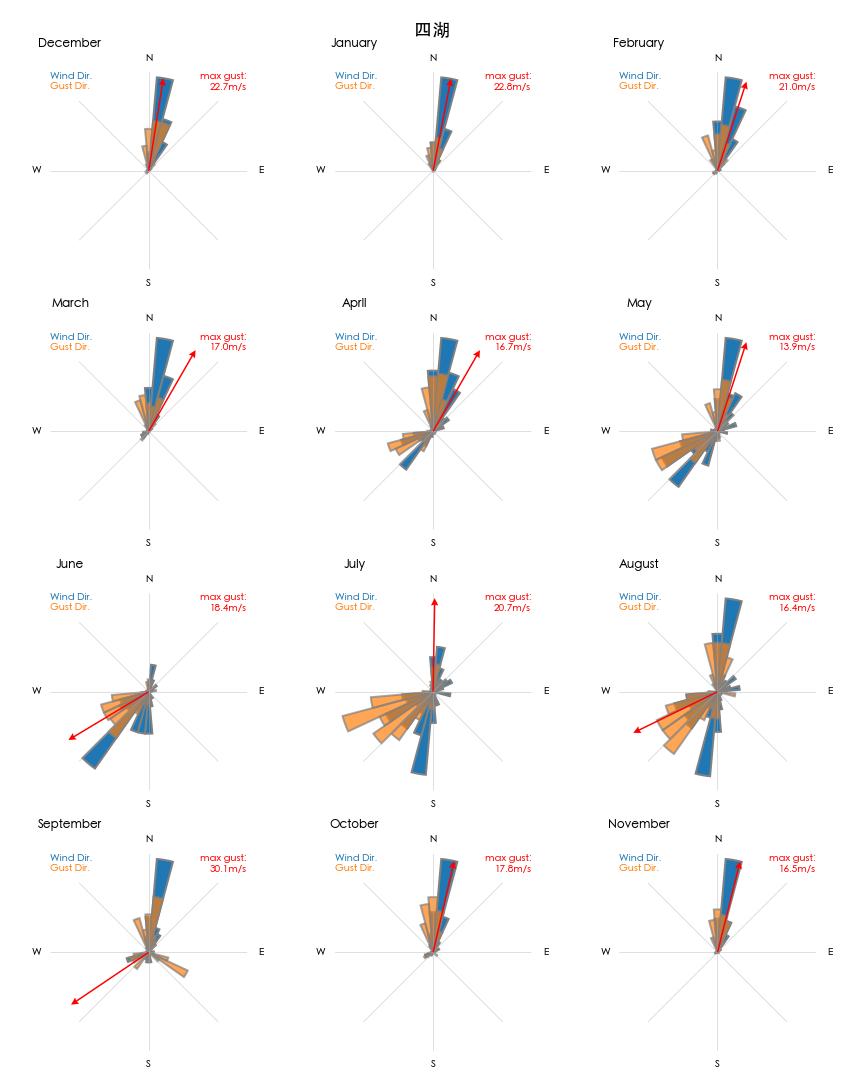 四湖
December
N
Wind Dir.
Gust Dir.
max gust:
22.7m/s
W
E
S
January
N
Wind Dir.
Gust Dir.
max gust:
22.8m/s
W
E
S
February
N
Wind Dir.
Gust Dir.
max gust:
21.0m/s
W
E
S
March
N
Wind Dir.
Gust Dir.
max gust:
17.0m/s
W
E
S
April
N
Wind Dir.
Gust Dir.
max gust:
16.7m/s
W
E
S
May
N
Wind Dir.
Gust Dir.
max gust:
13.9m/s
W
E
S
June
N
Wind Dir.
Gust Dir.
max gust:
18.4m/s
W
E
S
July
N
Wind Dir.
Gust Dir.
max gust:
20.7m/s
W
E
S
August
N
Wind Dir.
Gust Dir.
max gust:
16.4m/s
W
E
S
September
N
Wind Dir.
Gust Dir.
max gust:
30.1m/s
W
E
S
October
N
Wind Dir.
Gust Dir.
max gust:
17.8m/s
W
E
S
November
N
Wind Dir.
Gust Dir.
max gust:
16.5m/s
W
E
S